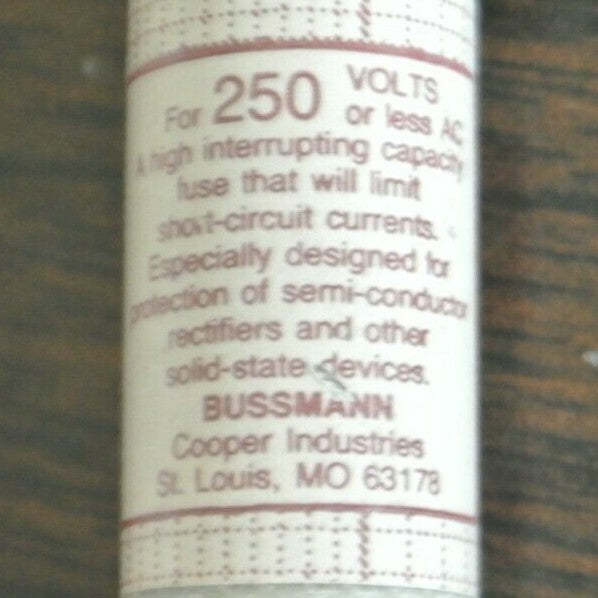 For 250 VOLTS
or less AC
A high interrupting capacity
fuse that will limit
short-circuit currents.
Especially designed for
protection of semi-conductor
rectifiers and other
solid-state devices.
BUSSMANN
Cooper Industries
St. Louis, MO 63178